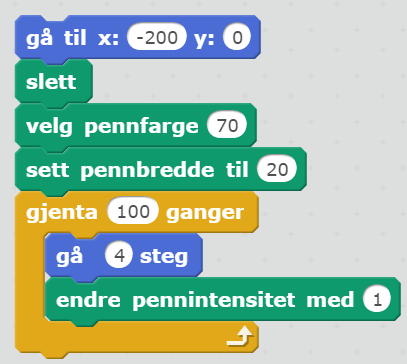 gå til x: -200 y: 0
slett
velg pennfarge 70
sett pennbredde til 20
gjenta 100 ganger
gå 4 steg
endre pennintensitet med 1